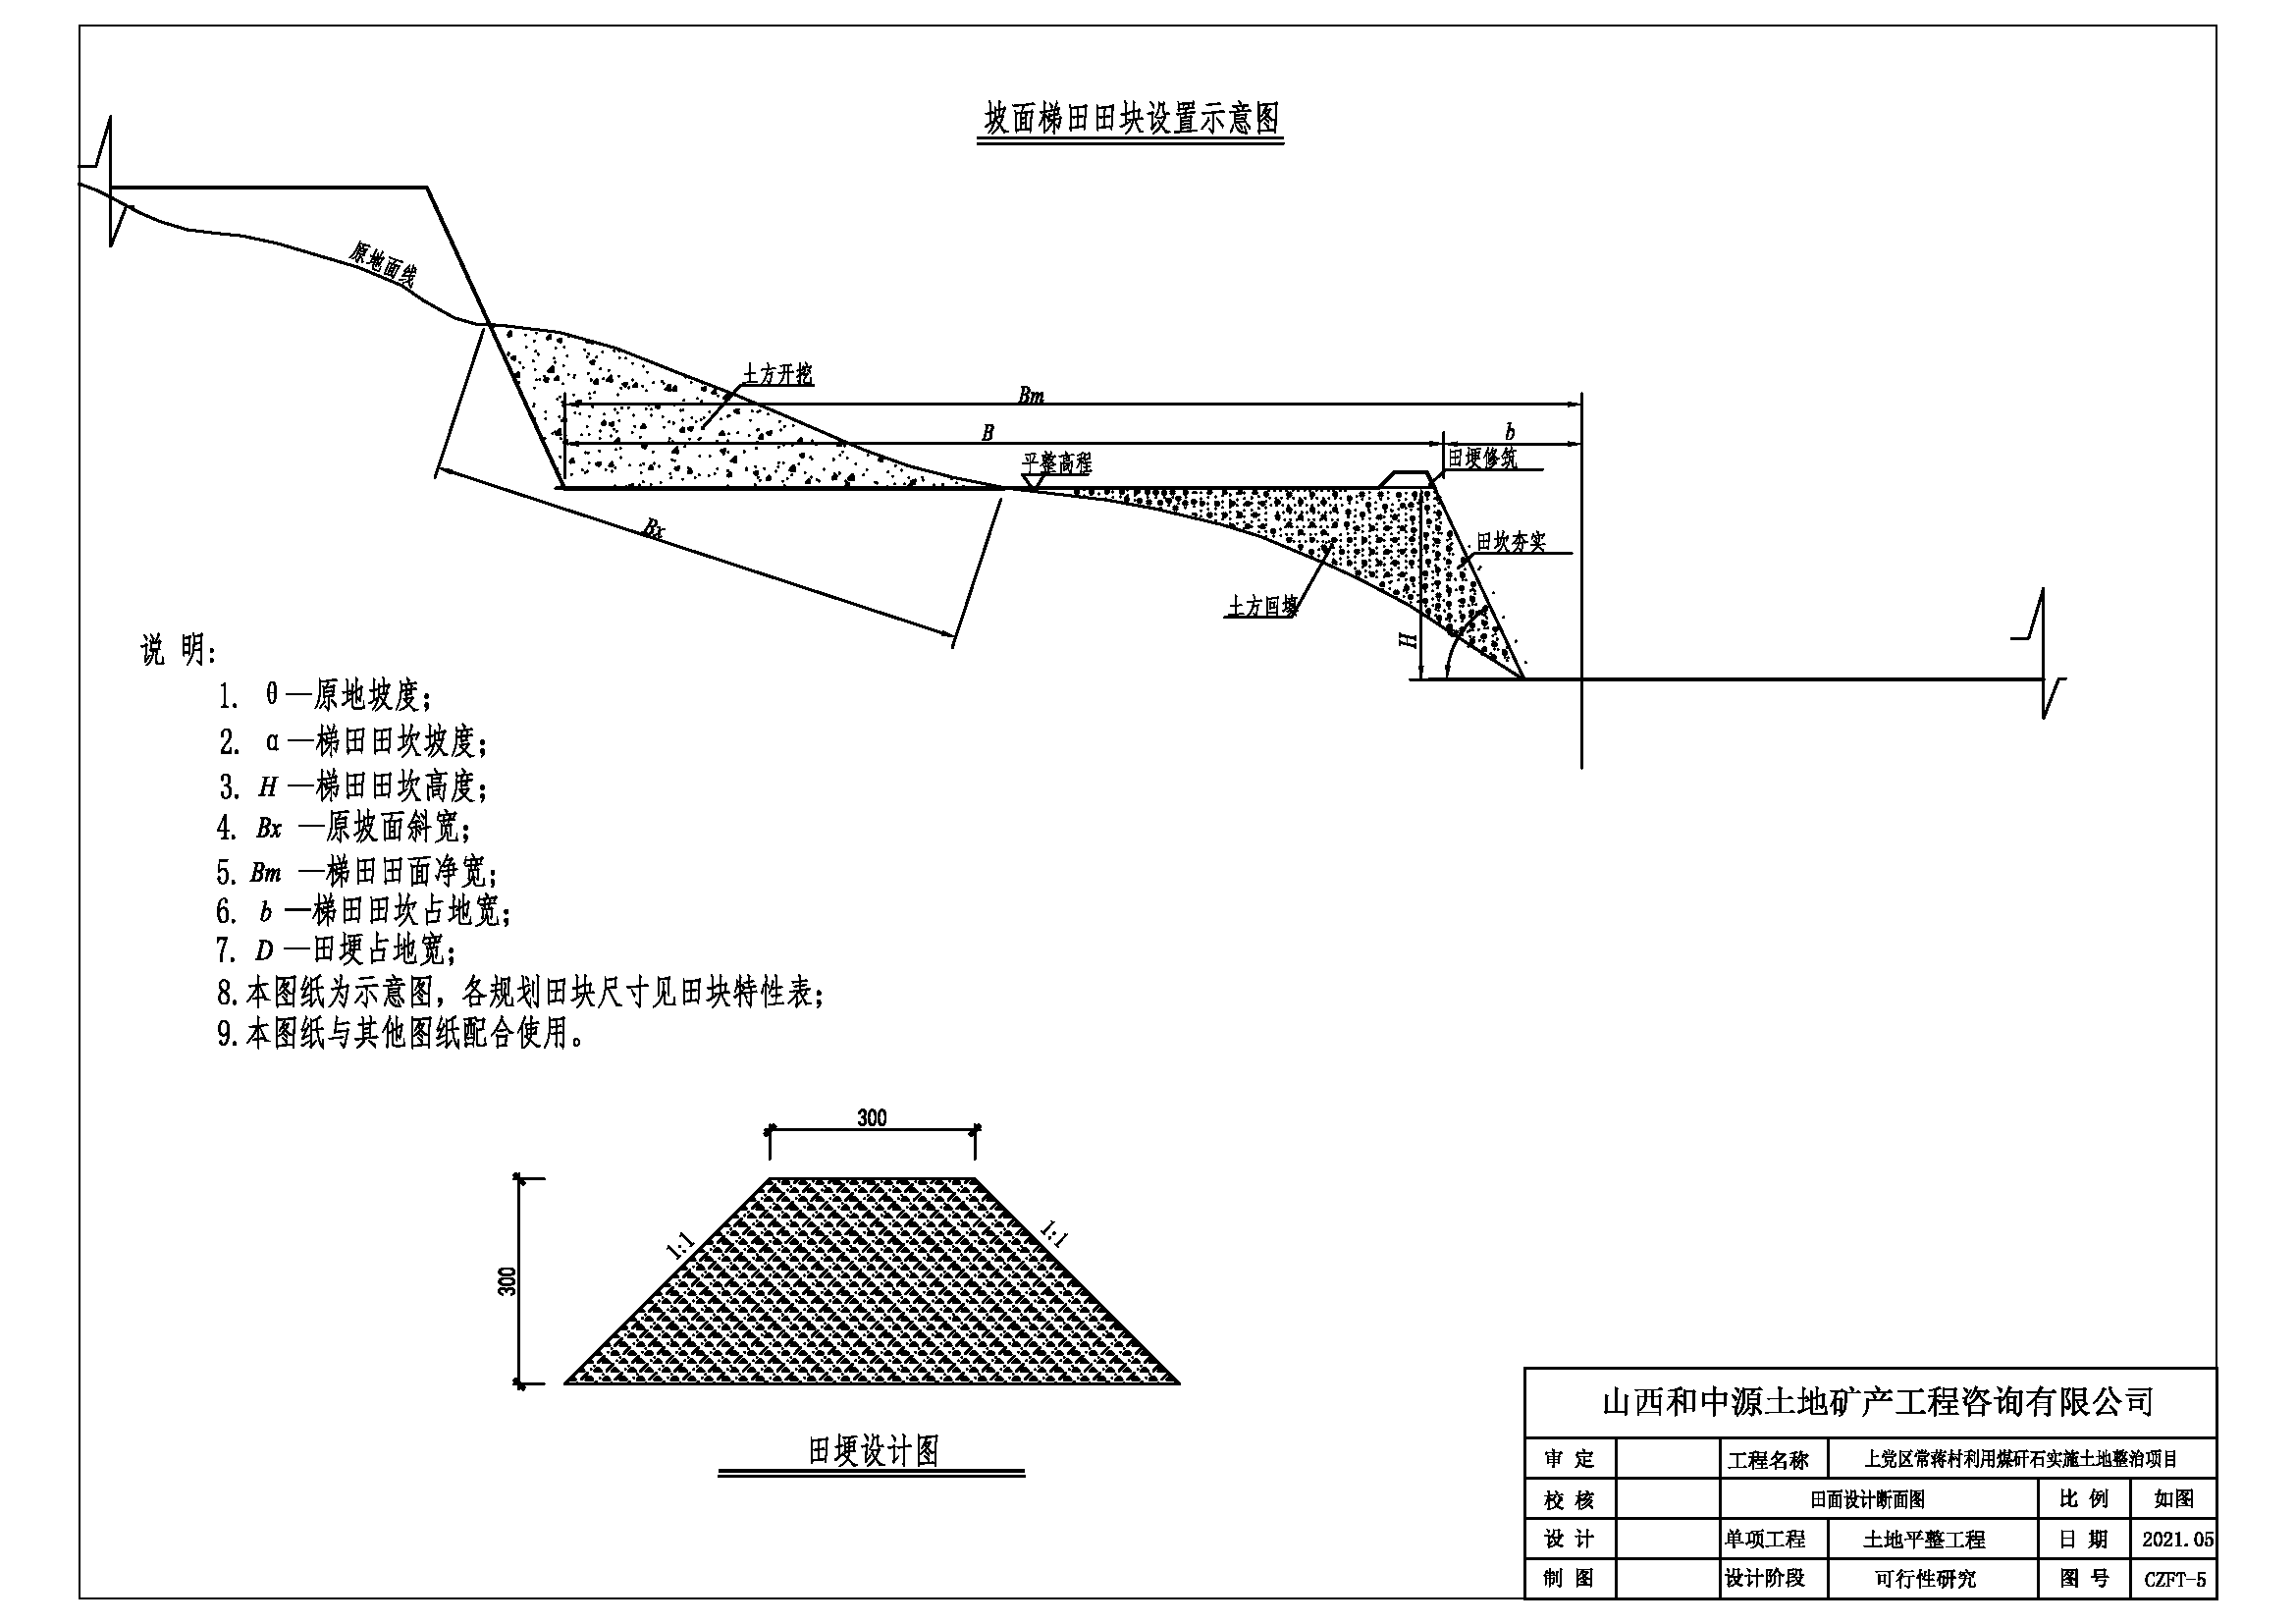 坡面梯田田块设置示意图
原地面线
土方开挖
Bm
B
b
平整高程
田埂修筑
Bx
田坎夯实
土方回填
H
说 明:
1. θ—原地坡度;
2. α—梯田田坎坡度;
3. H —梯田田坎高度;
4. Bx —原坡面斜宽;
5. Bm —梯田田面净宽;
6. b —梯田田坎占地宽;
7. D —田埂占地宽;
8.本图纸为示意图,各规划田块尺寸见田块特性表;
9.本图纸与其他图纸配合使用。
300
300
1:1
1:1
田埂设计图
山西和中源土地矿产工程咨询有限公司
审 定 工程名称 上党区常蒋村利用煤矸石实施土地整治项目
校 核 田面设计断面图 比 例 如图
设 计 单项工程 土地平整工程 日 期 2021.05
制 图 设计阶段 可行性研究 图 号 CZFT-5